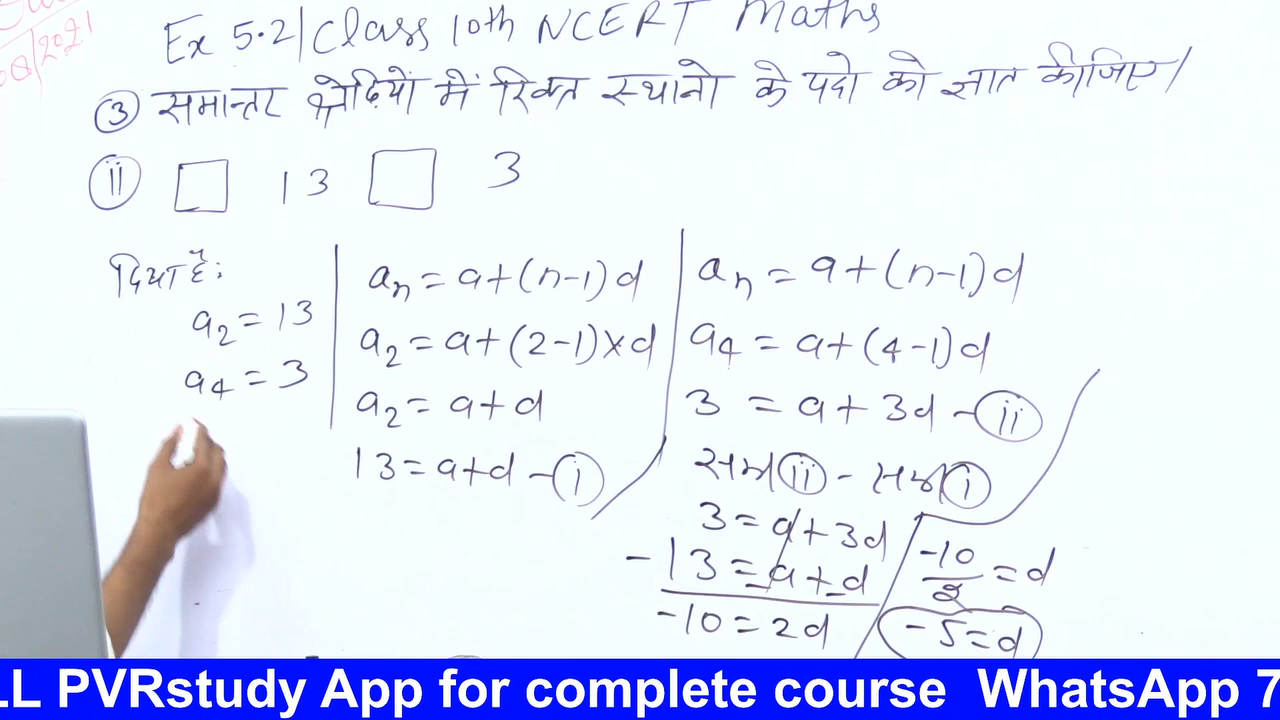 08/2021
Ex 5.2 | Class 10th NCERT Maths
③ समान्तर श्रेढियों में रिक्त स्थानो के पदो को ज्ञात कीजिए।
ⅱ □ 13 □ 3
दिया है:
a₂ = 13
a₄ = 3
aₙ = a + (n-1)d
a₂ = a + (2-1)×d
a₂ = a + d
13 = a + d - ⓘ
aₙ = a + (n-1)d
a₄ = a + (4-1)d
3 = a + 3d - ⅱ
समी ⅱ - समी ⓘ
3 = a + 3d
-13 = -a + -d
-10 = 2d
-10/2 = d
-5 = d
LL PVRstudy App for complete course WhatsApp 7